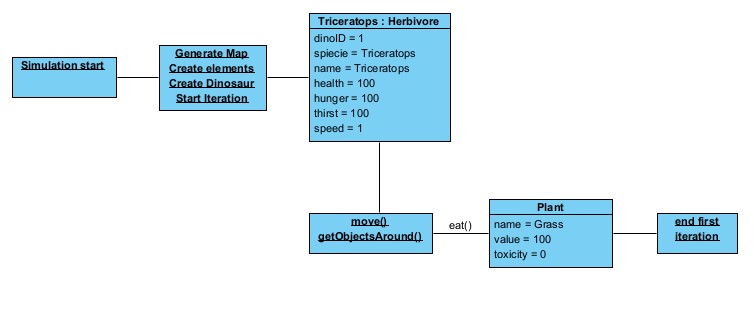 Simulation start
Generate Map
Create elements
Create Dinosaur
Start Iteration
Triceratops : Herbivore
dinoID = 1
spiecie = Triceratops
name = Triceratops
health = 100
hunger = 100
thirst = 100
speed = 1
move()
getObjectsAround()
eat()
Plant
name = Grass
value = 100
toxicity = 0
end first
iteration